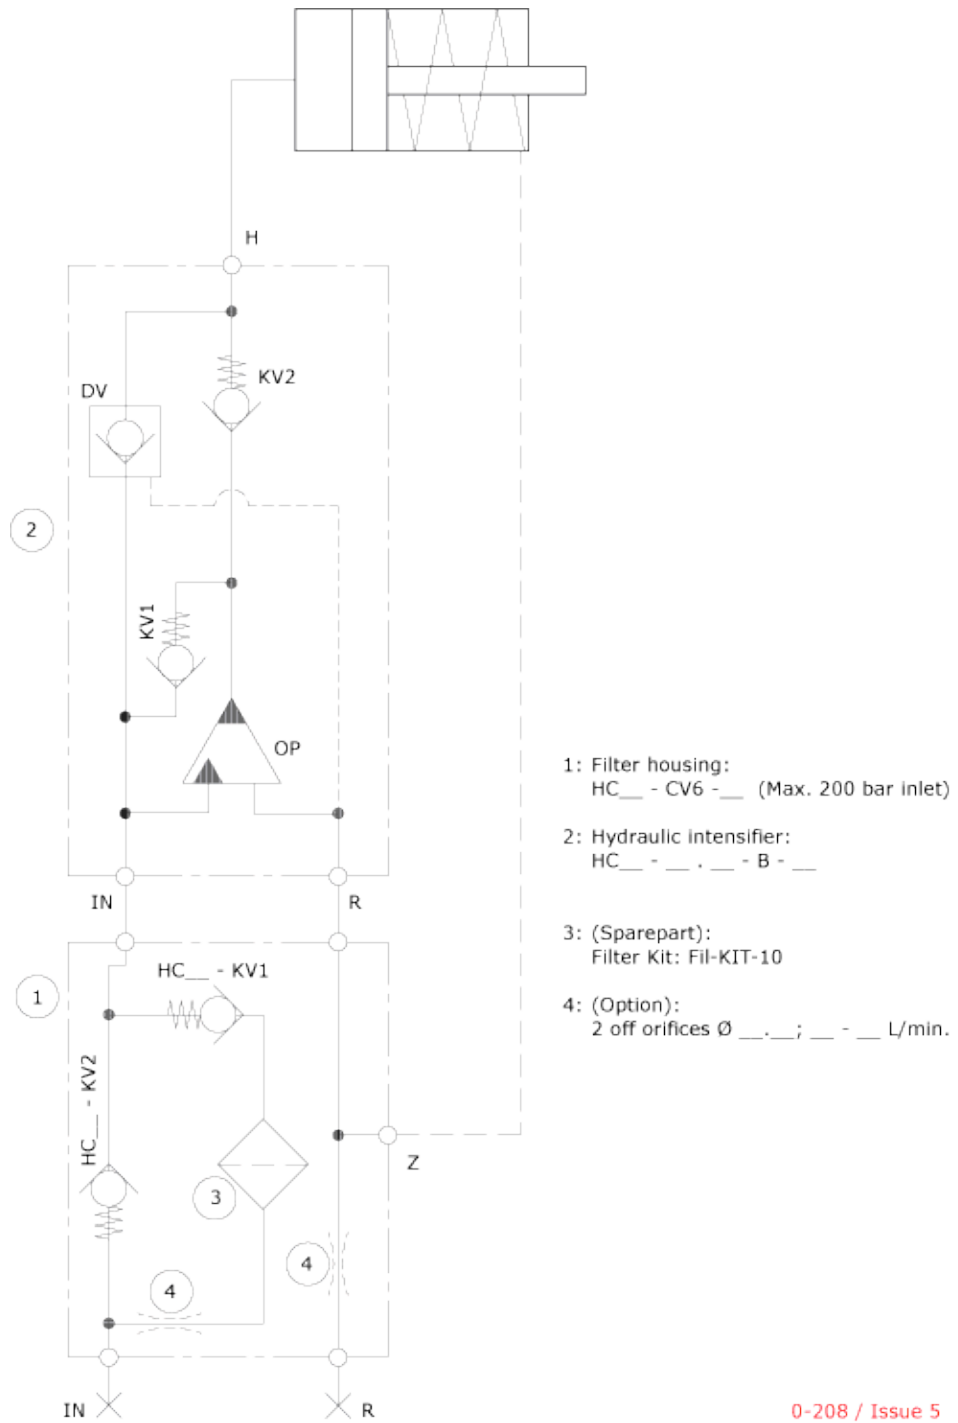 H
DV
KV2
2
KV1
OP
1: Filter housing:
HC__ - CV6 -__ (Max. 200 bar inlet)
2: Hydraulic intensifier:
HC__ - __ . __ - B - __
3: (Sparepart):
Filter Kit: Fil-KIT-10
4: (Option):
2 off orifices Ø __.__; __ - __ L/min.
IN
R
1
HC__ - KV1
HC__ - KV2
Z
3
4
4
IN
R
0-208 / Issue 5